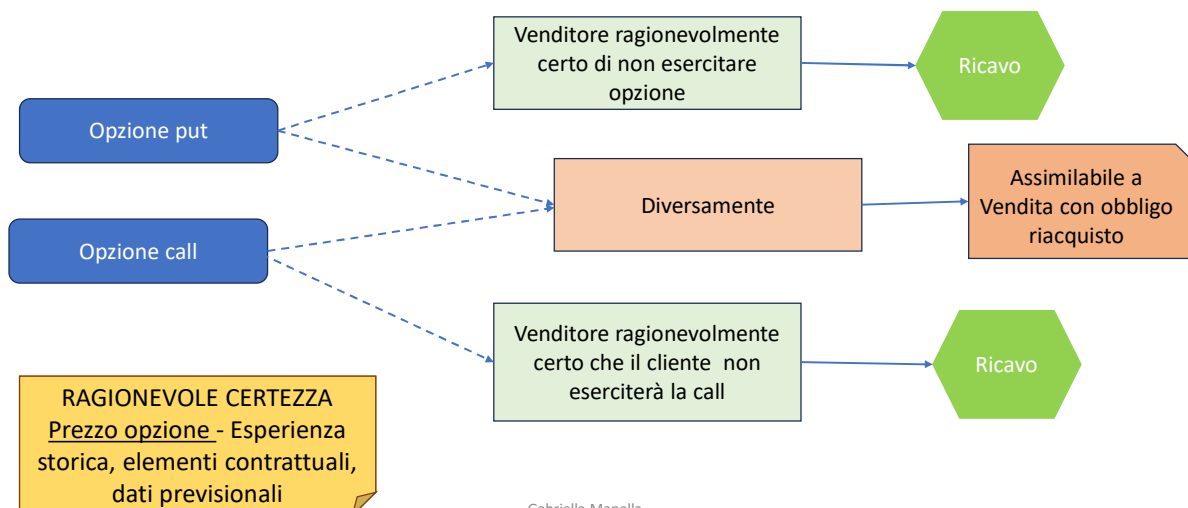 Venditore ragionevolmente
certo di non esercitare
opzione
Ricavo
Opzione put
Diversamente
Assimilabile a
Vendita con obbligo
riacquisto
Opzione call
Venditore ragionevolmente
certo che il cliente non
eserciterà la call
Ricavo
RAGIONEVOLE CERTEZZA
Prezzo opzione - Esperienza
storica, elementi contrattuali,
dati previsionali